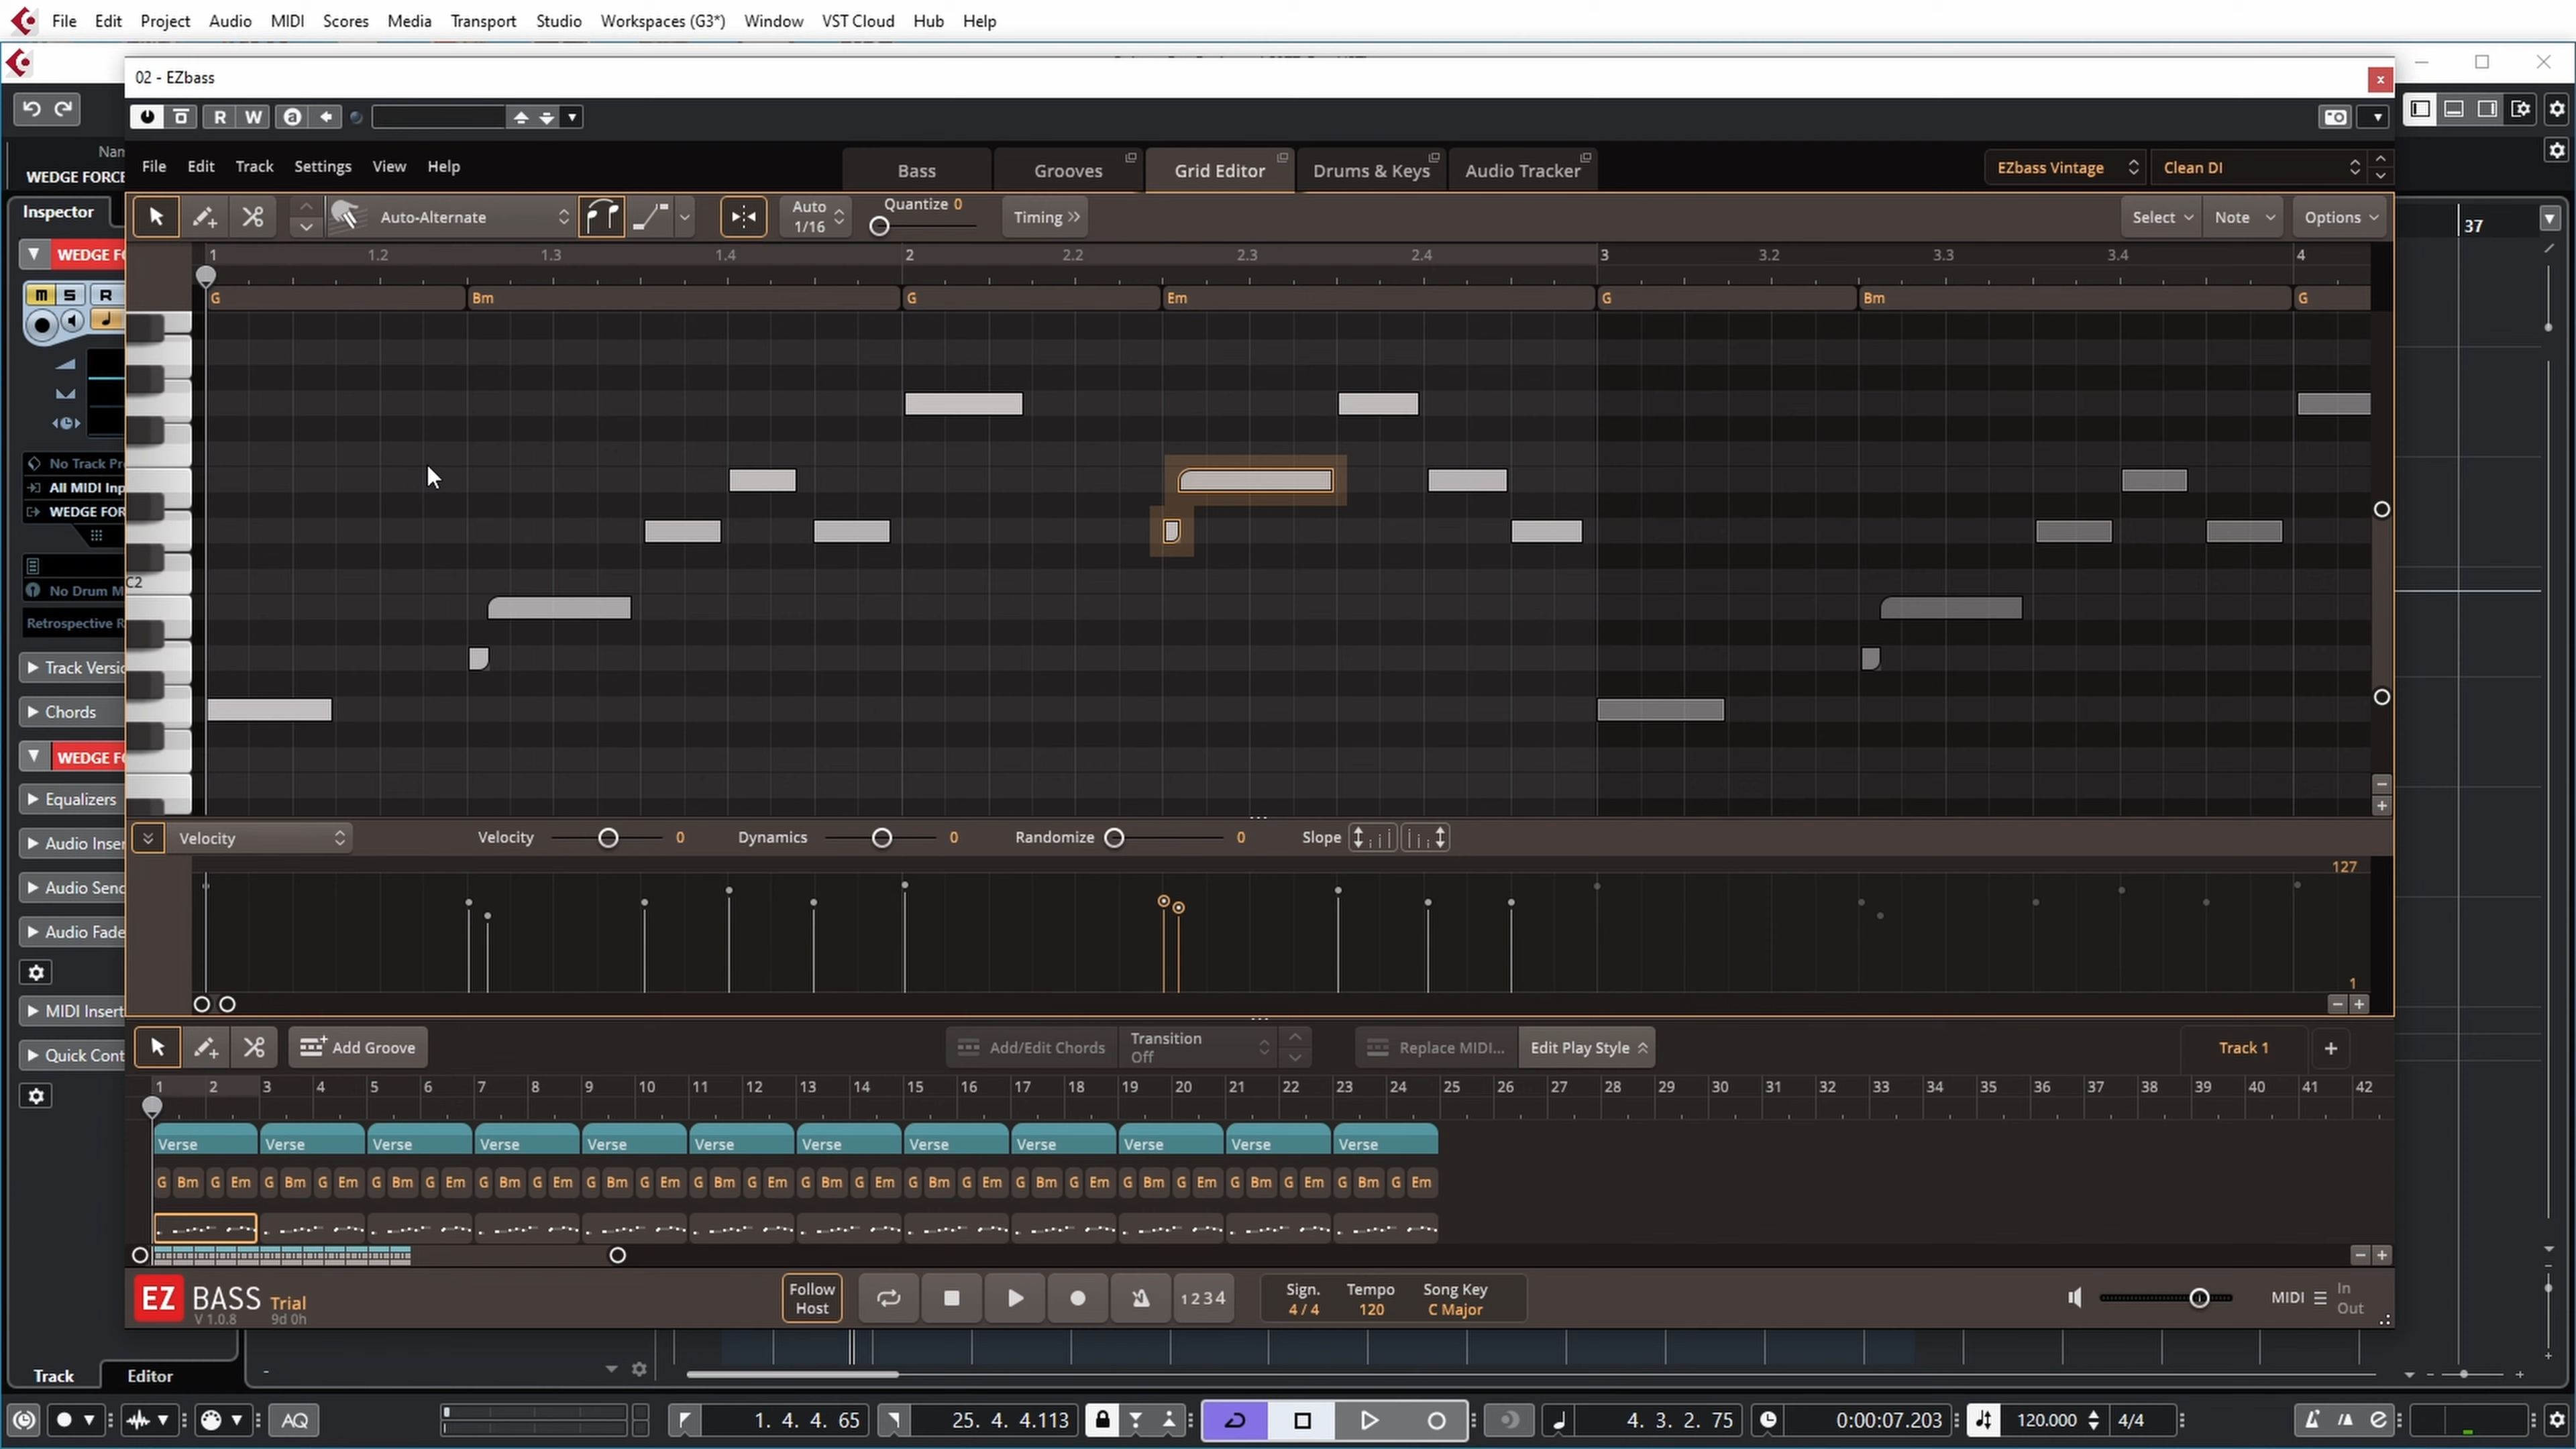 File Edit Project Audio MIDI Scores Media Transport Studio Workspaces (G3*) Window VST Cloud Hub Help
02 - EZbass
R W a
File Edit Track Settings View Help Bass Grooves Grid Editor Drums & Keys Audio Tracker EZbass Vintage Clean DI
WEDGE FORCE
Inspector
Auto-Alternate Auto 1/16 Quantize 0 Timing Select Note Options
37
WEDGE FO
1 1.2 1.3 1.4 2 2.2 2.3 2.4 3 3.2 3.3 3.4 4
M S R
G Bm G Em G Bm G
No Track Pr
All MIDI Inp
WEDGE FOR
C2
No Drum M
Retrospective R
Track Versio
Chords
WEDGE FO
Equalizers
Audio Inser
Audio Send
Audio Fade
MIDI Insert
Quick Cont
Velocity Velocity 0 Dynamics 0 Randomize 0 Slope
127
1
Add Groove Add/Edit Chords Transition Off Replace MIDI... Edit Play Style Track 1 +
1 2 3 4 5 6 7 8 9 10 11 12 13 14 15 16 17 18 19 20 21 22 23 24 25 26 27 28 29 30 31 32 33 34 35 36 37 38 39 40 41 42
Verse Verse Verse Verse Verse Verse Verse Verse Verse Verse Verse Verse
G Bm G Em G Bm G Em G Bm G Em G Bm G Em G Bm G Em G Bm G Em G Bm G Em G Bm G Em G Bm G Em G Bm G Em G Bm G Em G Bm G Em
EZ BASS Trial
V 1.0.8 9d 0h
Follow Host
1 2 3 4
Sign. Tempo Song Key
4 / 4 120 C Major
MIDI In Out
Track Editor -
AQ 1. 4. 4. 65 25. 4. 4.113 4. 3. 2. 75 0:00:07.203 120.000 4/4